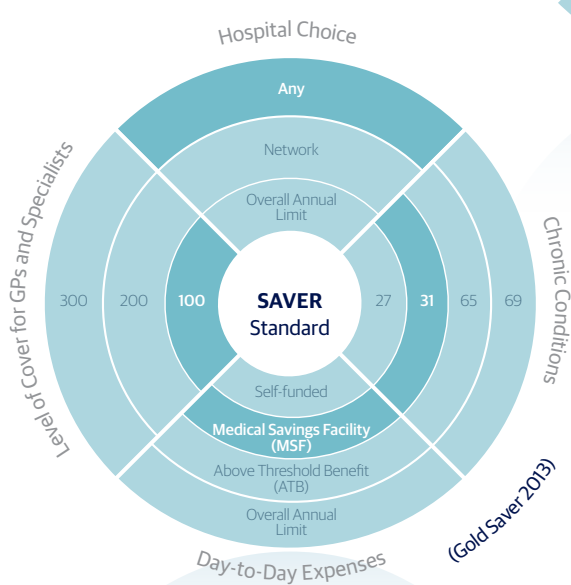 Hospital Choice
Any
Network
Overall Annual
Limit
Level of Cover for GPs and Specialists
300
200
100
SAVER
Standard
27
31
65
69
Chronic Conditions
Self-funded
Medical Savings Facility
(MSF)
Above Threshold Benefit
(ATB)
Overall Annual
Limit
Day-to-Day Expenses
(Gold Saver 2013)